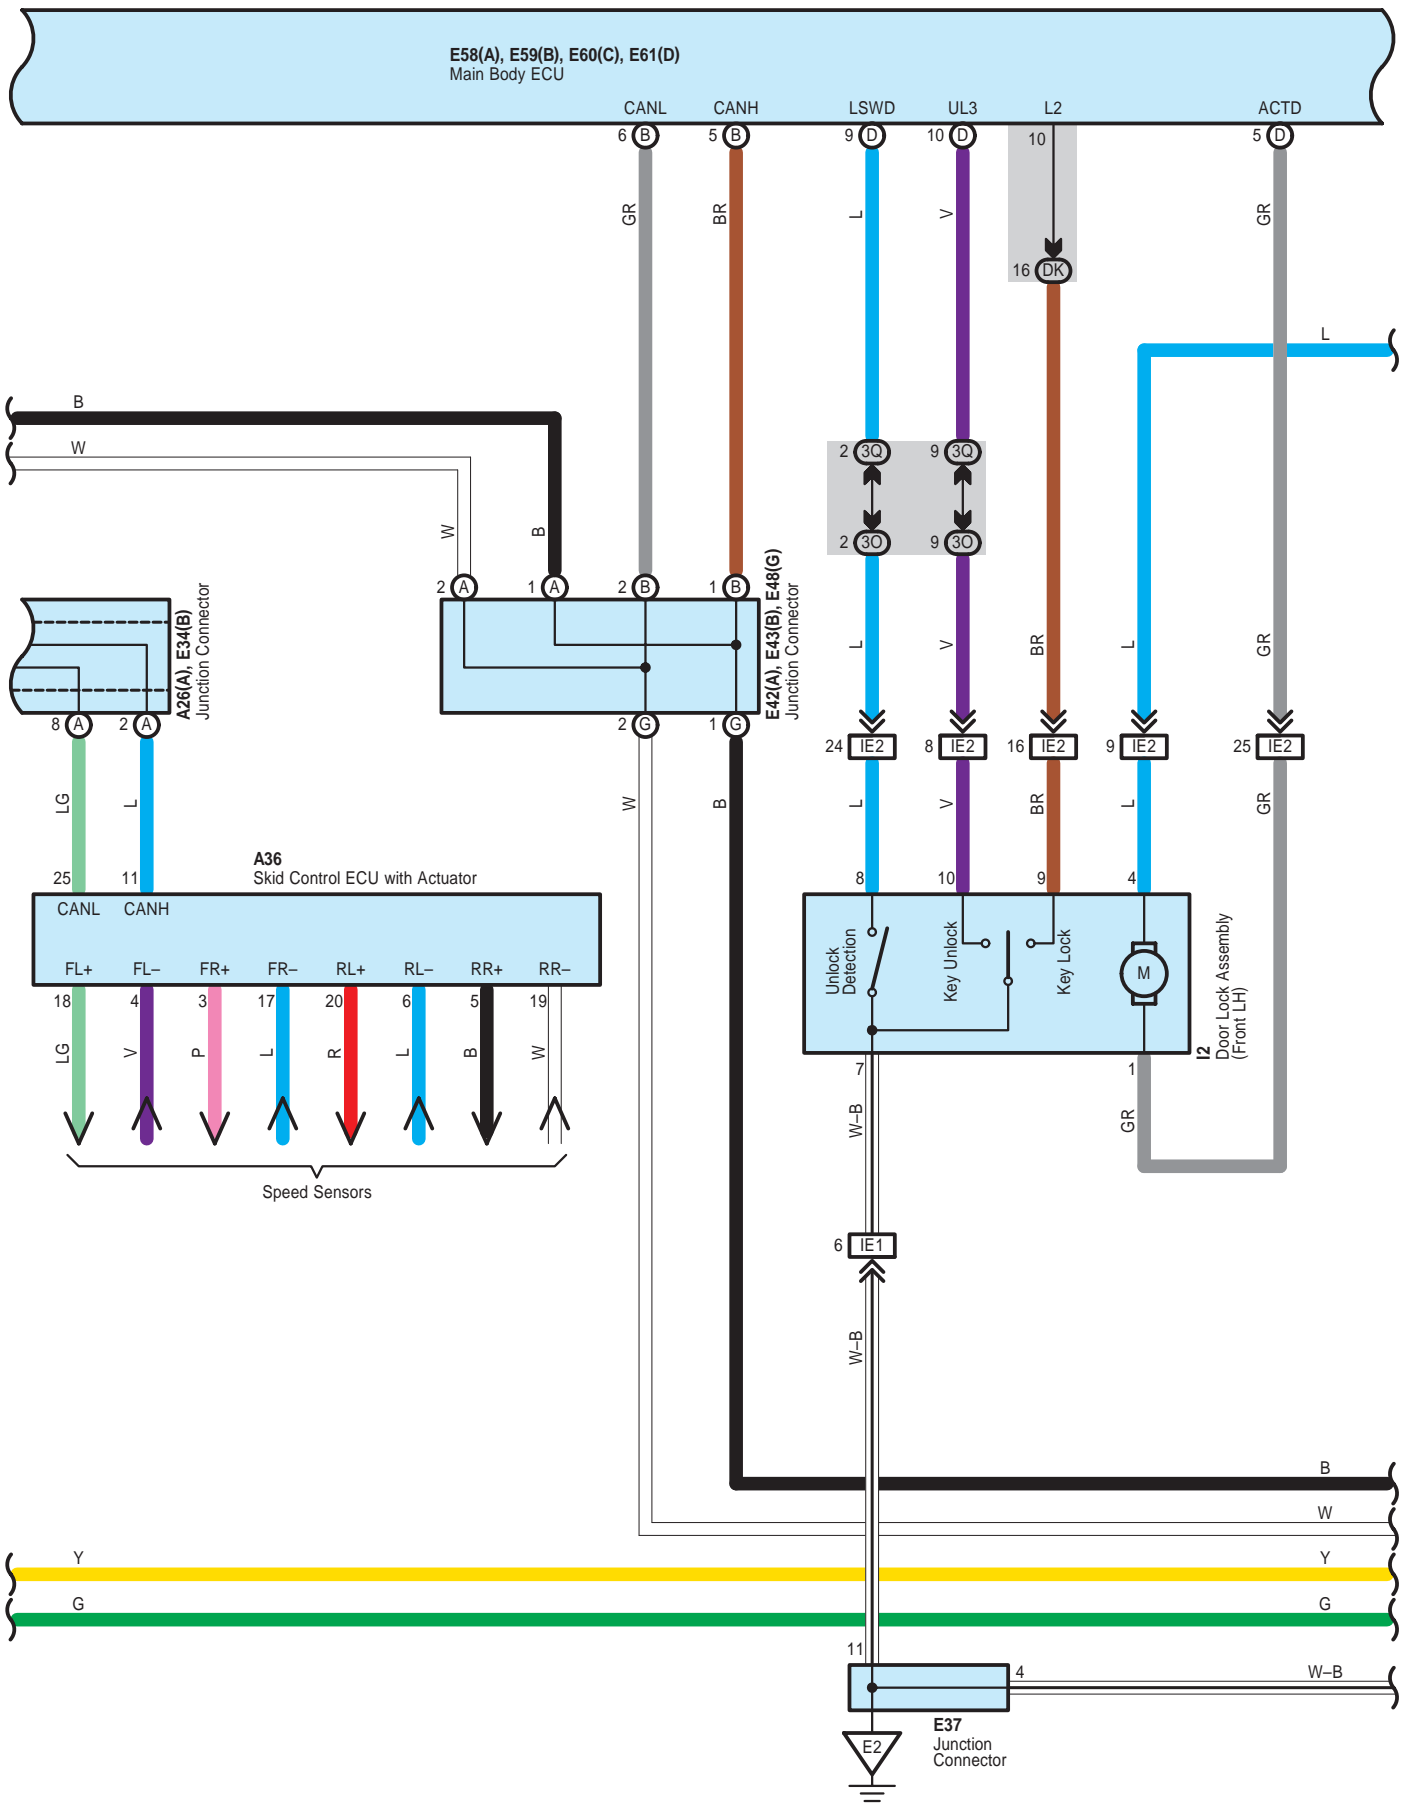 E58(A), E59(B), E60(C), E61(D)
Main Body ECU
CANL CANH LSWD UL3 L2 ACTD
6 B 5 B 9 D 10 D 10 5 D
GR BR L V GR
16 DK
L
B
W
2 3Q 9 3Q
W B
2 3O 9 3O
2 A 1 A 2 B 1 B
A26(A), E34(B)
Junction Connector
E42(A), E43(B), E48(G)
Junction Connector
L V BR L GR
8 A 2 A 2 G 1 G
24 IE2 8 IE2 16 IE2 9 IE2 25 IE2
LG L W B L V BR L GR
A36
Skid Control ECU with Actuator
25 11 8 10 9 4
CANL CANH
Unlock
Detection
Key Unlock
Key Lock
M
I2
Door Lock Assembly
(Front LH)
FL+ FL– FR+ FR– RL+ RL– RR+ RR–
18 4 3 17 20 6 5 19
LG V P L R L B W
7 1
W–B GR
Speed Sensors
6 IE1
W–B
B
W
Y Y
G G
11
4 W–B
E37
Junction
Connector
E2